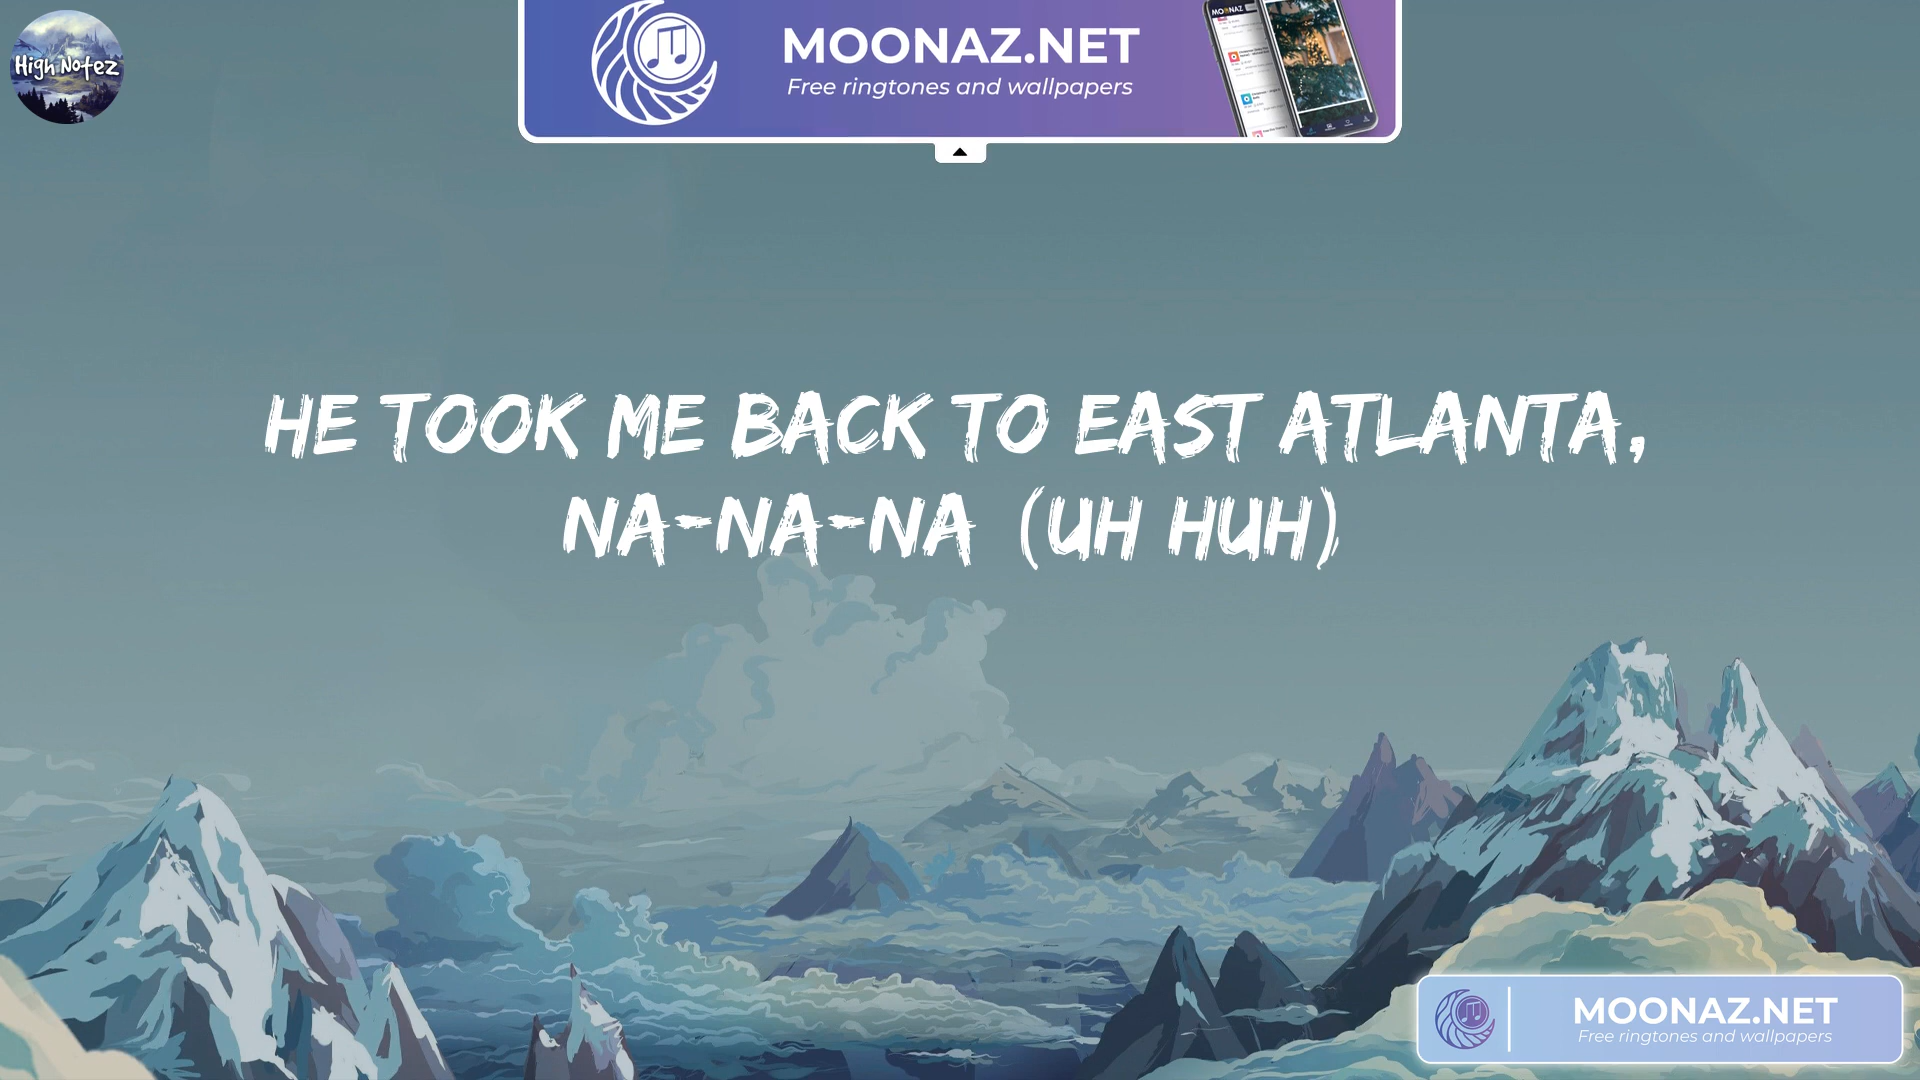 High Notez
MOONAZ.NET
Free ringtones and wallpapers
HE TOOK ME BACK TO EAST ATLANTA,
NA-NA-NA (UH HUH)
MOONAZ.NET
Free ringtones and wallpapers